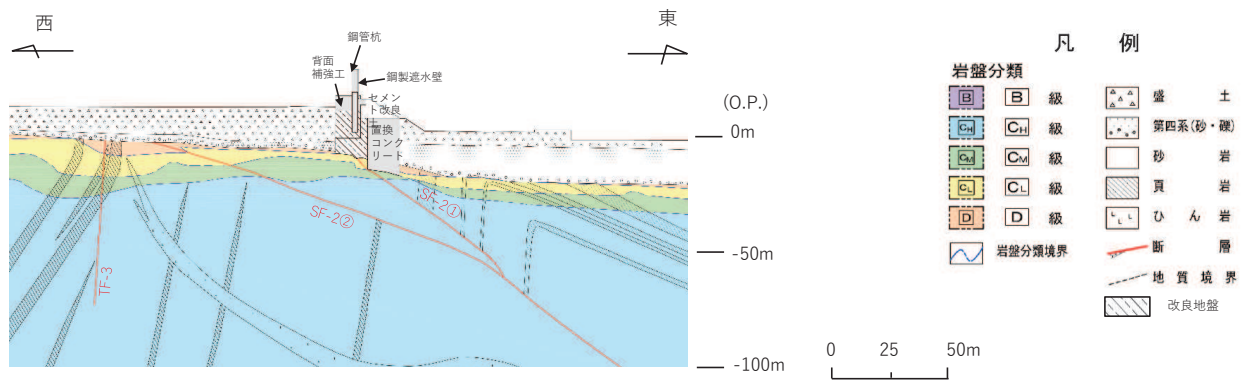 西
東
鋼管杭
背面
補強工
鋼製遮水壁
セメン
ト改良
土
置換
コンク
リート
(O.P.)
0m
-50m
-100m
SF-2①
SF-2②
TF-3
凡 例
岩盤分類
B B 級
CH CH 級
CM CM 級
CL CL 級
D D 級
岩盤分類境界
盛 土
第四系(砂・礫)
砂 岩
頁 岩
ひ ん 岩
断 層
地 質 境 界
改良地盤
0 25 50m